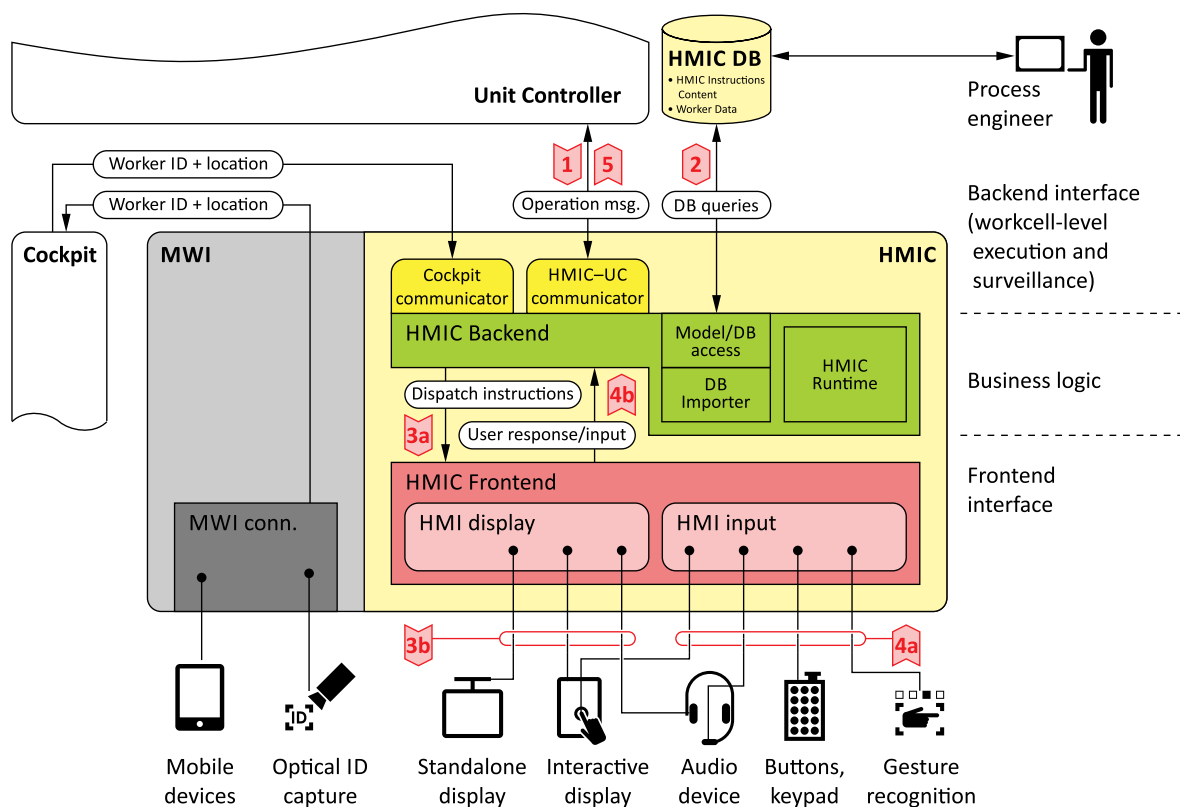 HMIC DB
• HMIC Instructions
Content
• Worker Data
Unit Controller
Process
engineer
1
5
2
Worker ID + location
Operation msg.
DB queries
Worker ID + location
Backend interface
(workcell-level
execution and
surveillance)
Cockpit
MWI
HMIC
Cockpit
communicator
HMIC–UC
communicator
HMIC Backend
Model/DB
access
DB
Importer
HMIC
Runtime
Business logic
Dispatch instructions
4b
3a
User response/input
HMIC Frontend
Frontend
interface
HMI display
HMI input
MWI conn.
3b
4a
ID
Mobile
devices
Optical ID
capture
Standalone
display
Interactive
display
Audio
device
Buttons,
keypad
Gesture
recognition